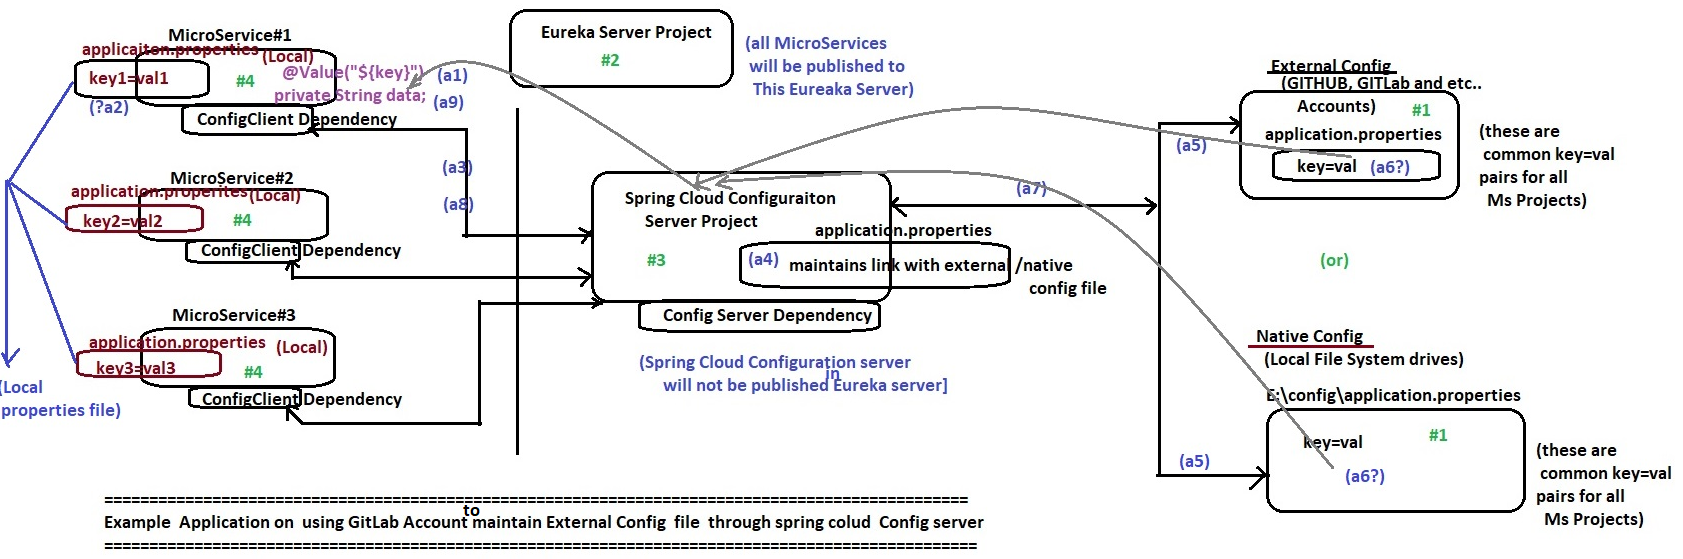 MicroService#1
applicaiton.properties
(Local)
key1=val1
#4
@Value("${key}")
private String data;
(a1)
(a9)
(?a2)
ConfigClient Dependency
(a3)
(a8)
MicroService#2
application.properites
(Local)
key2=val2
#4
ConfigClient Dependency
MicroService#3
application.properties
(Local)
key3=val3
#4
ConfigClient Dependency
(Local
properties file)
Eureka Server Project
#2
(all MicroServices
will be published to
This Eureaka Server)
Spring Cloud Configuraiton
Server Project
#3
application.properties
(a4)
maintains link with external /native
config file
Config Server Dependency
(Spring Cloud Configuration server
in
will not be published Eureka server]
(a7)
(a5)
External Config
(GITHUB, GITLab and etc..
Accounts)
#1
application.properties
key=val
(a6?)
(these are
common key=val
pairs for all
Ms Projects)
(or)
Native Config
(Local File System drives)
E:\config\application.properties
key=val
#1
(a6?)
(a5)
(these are
common key=val
pairs for all
Ms Projects)
================================================================================
to
Example Application on using GitLab Account maintain External Config file through spring colud Config server
================================================================================